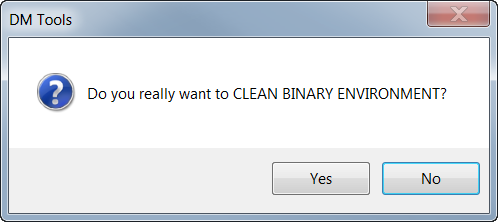 DM Tools
Do you really want to CLEAN BINARY ENVIRONMENT?
Yes
No